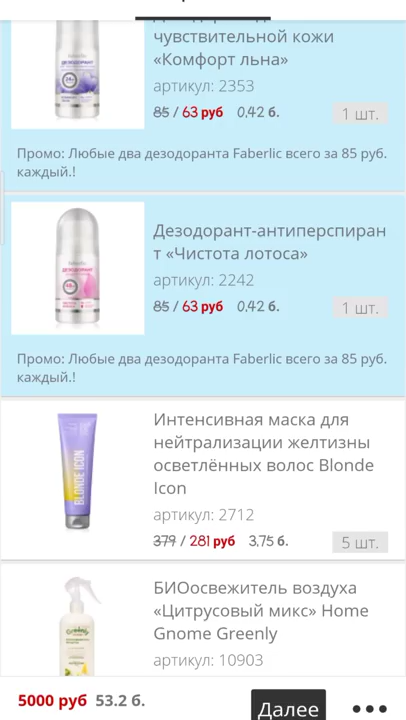 чувствительной кожи
«Комфорт льна»
артикул: 2353
85 / 63 руб 0,42 б.
1 шт.
Промо: Любые два дезодоранта Faberlic всего за 85 руб.
каждый.!
Дезодорант-антиперспиран
т «Чистота лотоса»
артикул: 2242
85 / 63 руб 0,42 б.
1 шт.
Промо: Любые два дезодоранта Faberlic всего за 85 руб.
каждый.!
BLONDE ICON
Интенсивная маска для
нейтрализации желтизны
осветлённых волос Blonde
Icon
артикул: 2712
379 / 281 руб 3,75 б.
5 шт.
БИОосвежитель воздуха
«Цитрусовый микс» Home
Gnome Greenly
артикул: 10903
5000 руб 53.2 б.
Далее